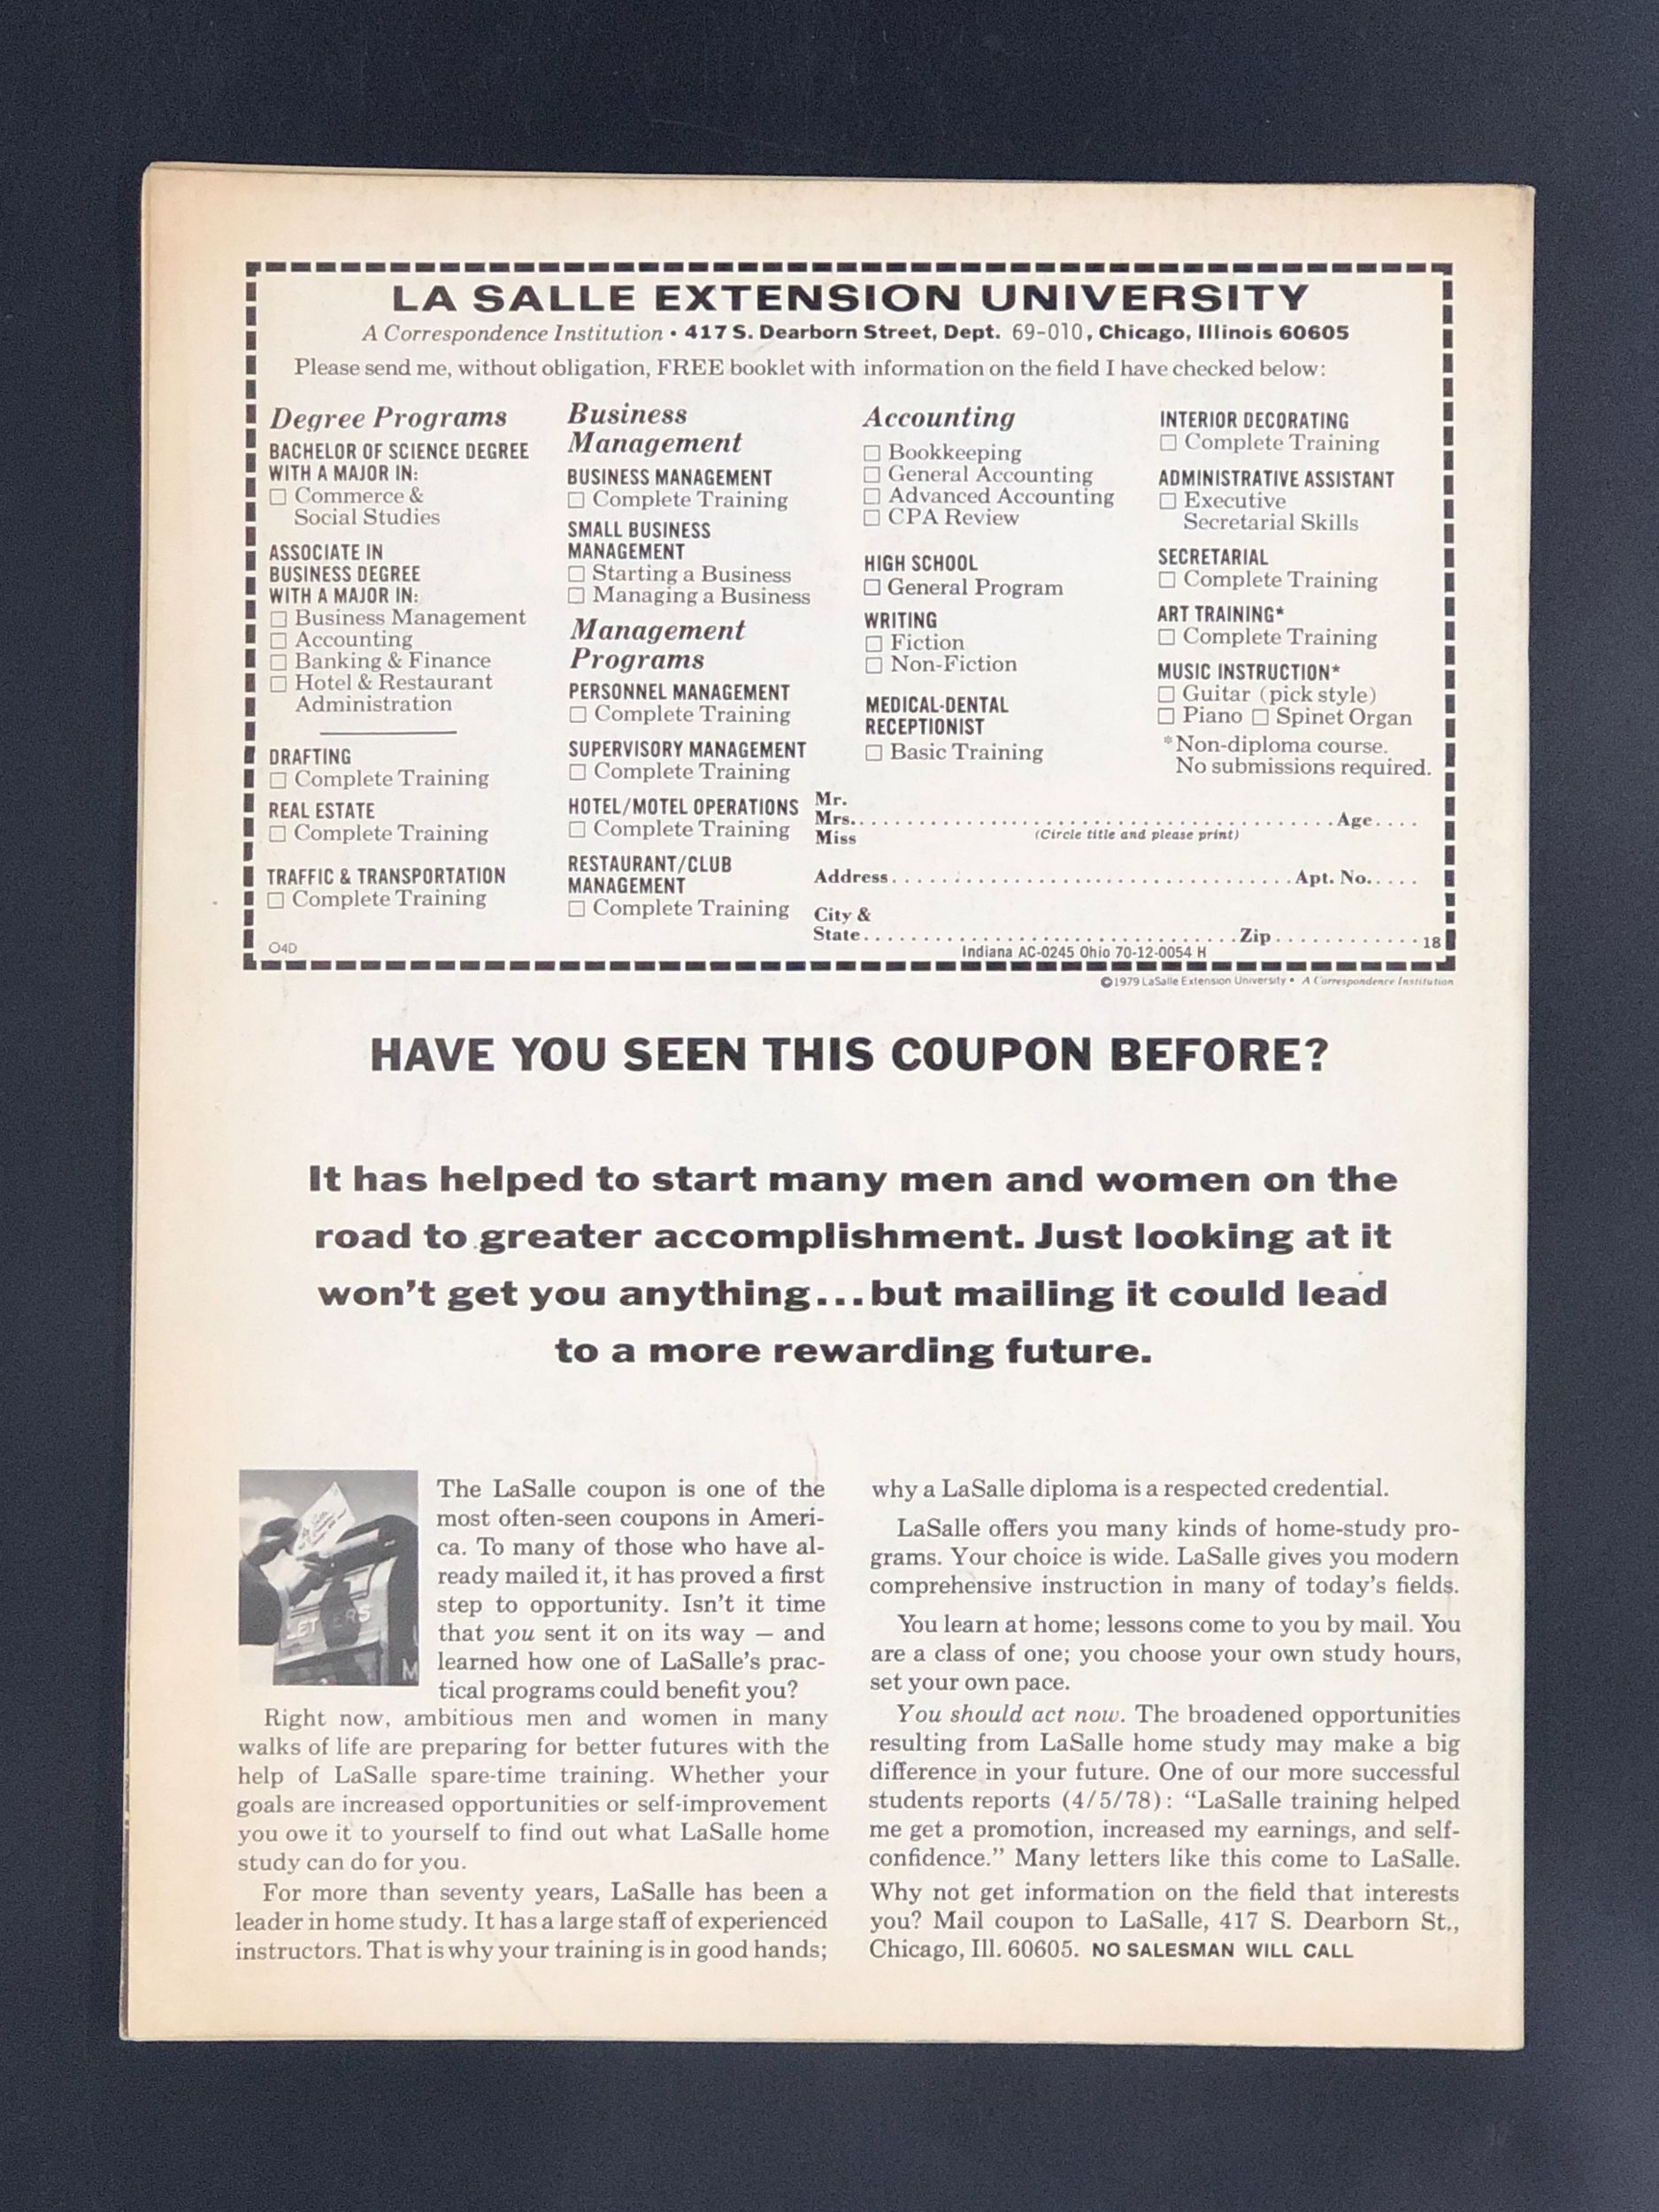 LA SALLE EXTENSION UNIVERSITY
A Correspondence Institution • 417 S. Dearborn Street, Dept. 69-010, Chicago, Illinois 60605
Please send me, without obligation, FREE booklet with information on the field I have checked below:
Degree Programs
BACHELOR OF SCIENCE DEGREE
WITH A MAJOR IN:
☐ Commerce &
Social Studies
ASSOCIATE IN
BUSINESS DEGREE
WITH A MAJOR IN:
☐ Business Management
☐ Accounting
☐ Banking & Finance
☐ Hotel & Restaurant
Administration
DRAFTING
☐ Complete Training
REAL ESTATE
☐ Complete Training
TRAFFIC & TRANSPORTATION
☐ Complete Training
O4D
Business
Management
BUSINESS MANAGEMENT
☐ Complete Training
SMALL BUSINESS
MANAGEMENT
☐ Starting a Business
☐ Managing a Business
Management
Programs
PERSONNEL MANAGEMENT
☐ Complete Training
SUPERVISORY MANAGEMENT
☐ Complete Training
HOTEL/MOTEL OPERATIONS
☐ Complete Training
RESTAURANT/CLUB
MANAGEMENT
☐ Complete Training
Accounting
☐ Bookkeeping
☐ General Accounting
☐ Advanced Accounting
☐ CPA Review
HIGH SCHOOL
☐ General Program
WRITING
☐ Fiction
☐ Non-Fiction
MEDICAL-DENTAL
RECEPTIONIST
☐ Basic Training
INTERIOR DECORATING
☐ Complete Training
ADMINISTRATIVE ASSISTANT
☐ Executive
Secretarial Skills
SECRETARIAL
☐ Complete Training
ART TRAINING*
☐ Complete Training
MUSIC INSTRUCTION*
☐ Guitar (pick style)
☐ Piano ☐ Spinet Organ
*Non-diploma course.
No submissions required.
Mr.
Mrs. Age
Miss (Circle title and please print)
Address Apt. No.
City &
State Zip 18
Indiana AC-0245 Ohio 70-12-0054 H
©1979 LaSalle Extension University • A Correspondence Institution
HAVE YOU SEEN THIS COUPON BEFORE?
It has helped to start many men and women on the
road to greater accomplishment. Just looking at it
won't get you anything...but mailing it could lead
to a more rewarding future.
The LaSalle coupon is one of the
most often-seen coupons in Ameri-
ca. To many of those who have al-
ready mailed it, it has proved a first
step to opportunity. Isn't it time
that you sent it on its way — and
learned how one of LaSalle's prac-
tical programs could benefit you?
Right now, ambitious men and women in many
walks of life are preparing for better futures with the
help of LaSalle spare-time training. Whether your
goals are increased opportunities or self-improvement
you owe it to yourself to find out what LaSalle home
study can do for you.
For more than seventy years, LaSalle has been a
leader in home study. It has a large staff of experienced
instructors. That is why your training is in good hands;
why a LaSalle diploma is a respected credential.
LaSalle offers you many kinds of home-study pro-
grams. Your choice is wide. LaSalle gives you modern
comprehensive instruction in many of today's fields.
You learn at home; lessons come to you by mail. You
are a class of one; you choose your own study hours,
set your own pace.
You should act now. The broadened opportunities
resulting from LaSalle home study may make a big
difference in your future. One of our more successful
students reports (4/5/78): "LaSalle training helped
me get a promotion, increased my earnings, and self-
confidence." Many letters like this come to LaSalle.
Why not get information on the field that interests
you? Mail coupon to LaSalle, 417 S. Dearborn St.,
Chicago, Ill. 60605. NO SALESMAN WILL CALL